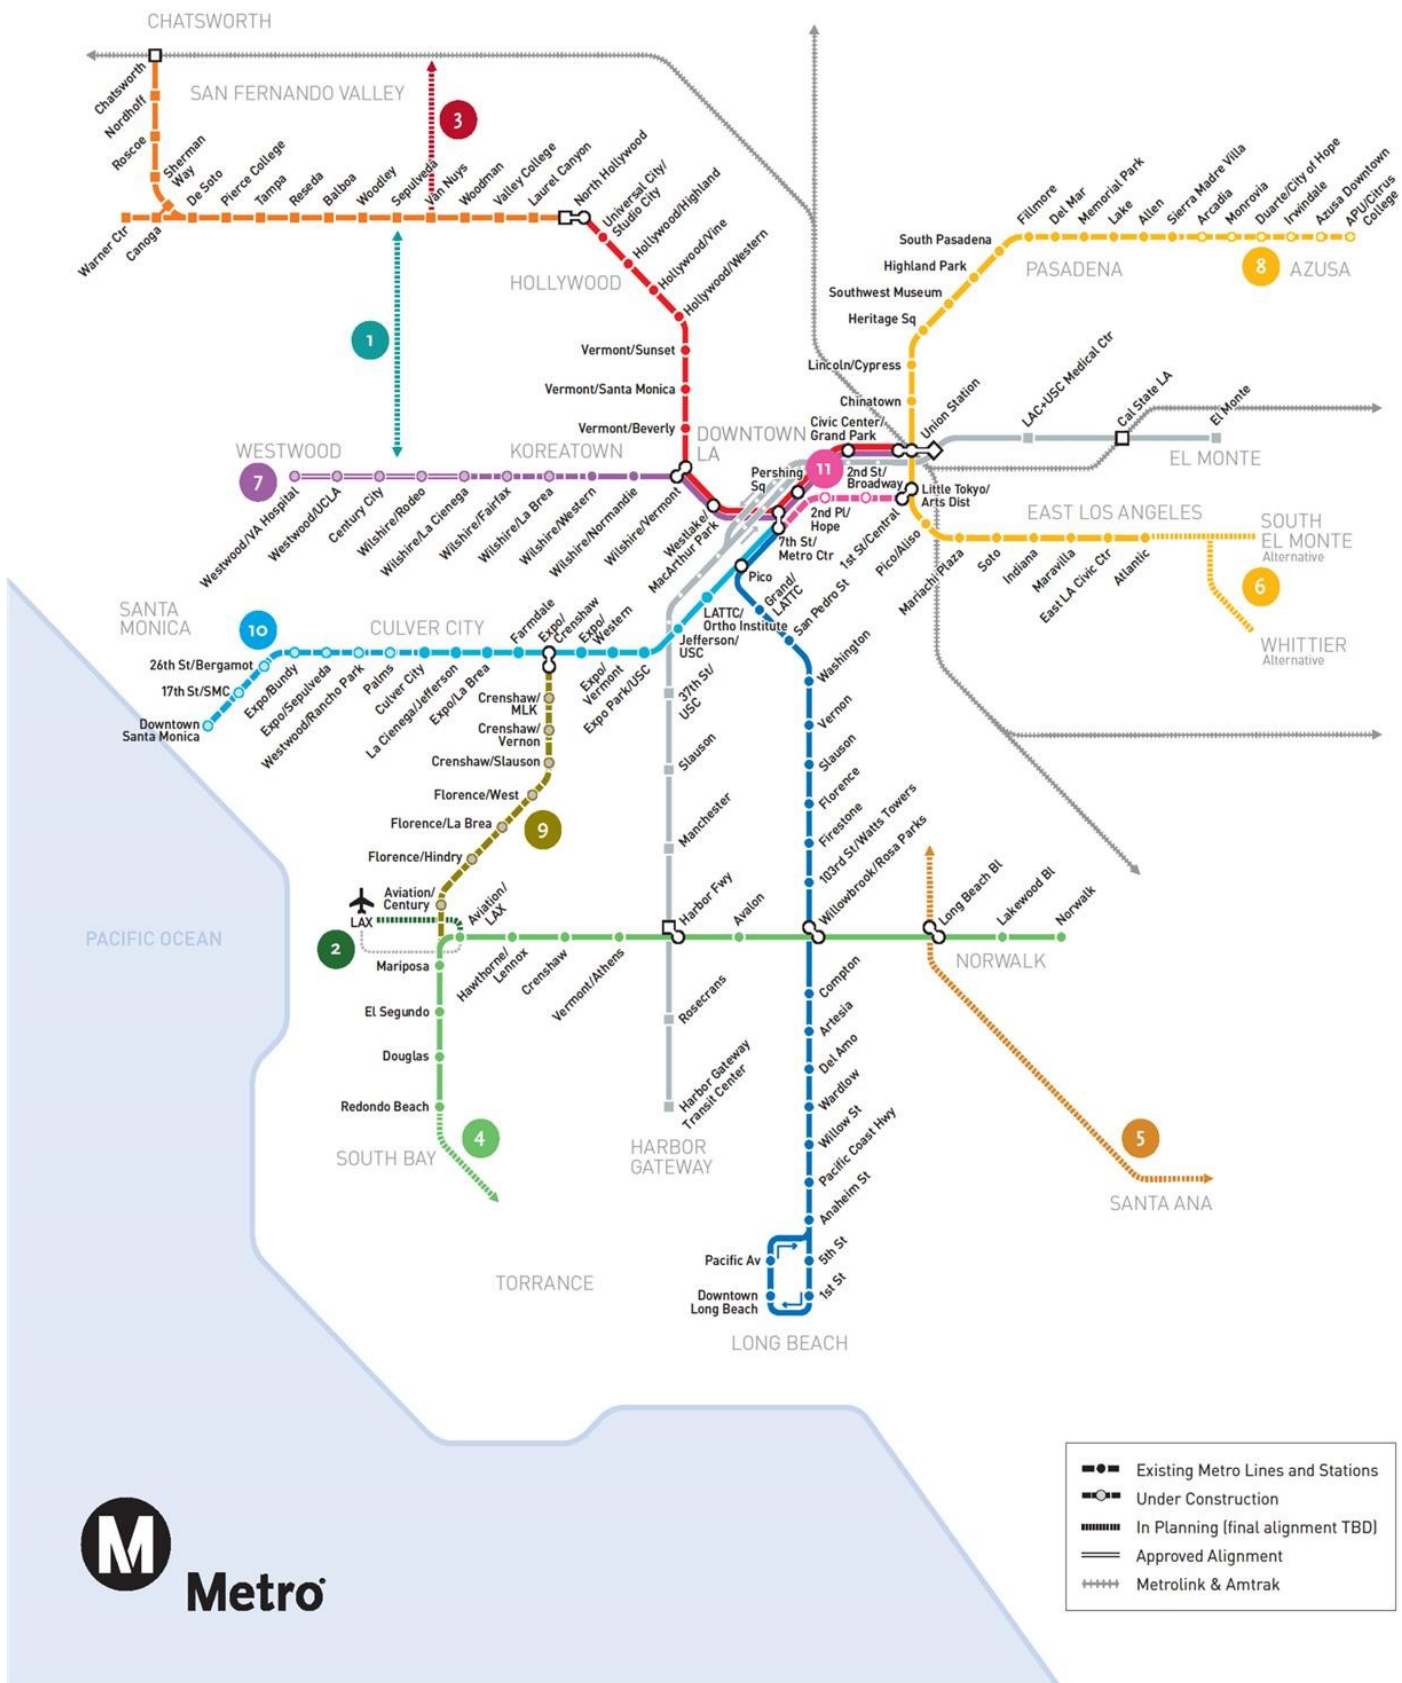 CHATSWORTH
Chatsworth
Nordhoff
Roscoe
Sherman
Way
SAN FERNANDO VALLEY
3
Warner Ctr
Canoga
De Soto
Pierce College
Tampa
Reseda
Balboa
Woodley
Sepulveda
Van Nuys
Woodman
Valley College
Laurel Canyon
North Hollywood
Universal City/
Studio City
Hollywood/Highland
Hollywood/Vine
Hollywood/Western
HOLLYWOOD
Vermont/Sunset
Vermont/Santa Monica
Vermont/Beverly
1
Fillmore
Del Mar
Memorial Park
Lake
Allen
Sierra Madre Villa
Arcadia
Monrovia
Duarte/City of Hope
Irwindale
Azusa Downtown
APU/Citrus
College
South Pasadena
Highland Park
Southwest Museum
Heritage Sq
Lincoln/Cypress
Chinatown
PASADENA
8
AZUSA
Union Station
LAC+USC Medical Ctr
Cal State LA
El Monte
EL MONTE
WESTWOOD
7
KOREATOWN
DOWNTOWN
LA
Civic Center/
Grand Park
Pershing
Sq
11
2nd St/
Broadway
Little Tokyo/
Arts Dist
2nd Pl/
Hope
7th St/
Metro Ctr
1st St/Central
Westwood/VA Hospital
Westwood/UCLA
Century City
Wilshire/Rodeo
Wilshire/La Cienega
Wilshire/Fairfax
Wilshire/La Brea
Wilshire/Western
Wilshire/Normandie
Wilshire/Vermont
Westlake/
MacArthur Park
Pico/Aliso
Mariachi Plaza
Soto
Indiana
Maravilla
East LA Civic Ctr
Atlantic
EAST LOS ANGELES
SOUTH
EL MONTE
Alternative
6
WHITTIER
Alternative
SANTA
MONICA
10
CULVER CITY
26th St/Bergamot
17th St/SMC
Downtown
Santa Monica
Expo/Bundy
Expo/Sepulveda
Westwood/Rancho Park
Palms
Culver City
La Cienega/Jefferson
Expo/La Brea
Farmdale
Expo/
Crenshaw
Expo/
Western
Expo/
Vermont
Expo Park/USC
Jefferson/
USC
LATTC/
Ortho Institute
Pico
Grand/
LATTC
San Pedro St
Washington
Vernon
Slauson
Florence
Firestone
103rd St/Watts Towers
Willowbrook/Rosa Parks
Crenshaw/
MLK
Crenshaw/
Vernon
Crenshaw/Slauson
Florence/West
Florence/La Brea
Florence/Hindry
9
Aviation/
Century
LAX
2
Aviation/
LAX
37th St/
USC
Slauson
Manchester
Harbor Fwy
Avalon
Long Beach Bl
Lakewood Bl
Norwalk
NORWALK
PACIFIC OCEAN
Mariposa
El Segundo
Douglas
Redondo Beach
Hawthorne/
Lennox
Crenshaw
Vermont/Athens
Rosecrans
Harbor Gateway
Transit Center
SOUTH BAY
4
HARBOR
GATEWAY
Compton
Artesia
Del Amo
Wardlow
Willow St
Pacific Coast Hwy
Anaheim St
5th St
1st St
Pacific Av
Downtown
Long Beach
5
SANTA ANA
TORRANCE
LONG BEACH
Existing Metro Lines and Stations
Under Construction
In Planning (final alignment TBD)
Approved Alignment
Metrolink & Amtrak
M
Metro